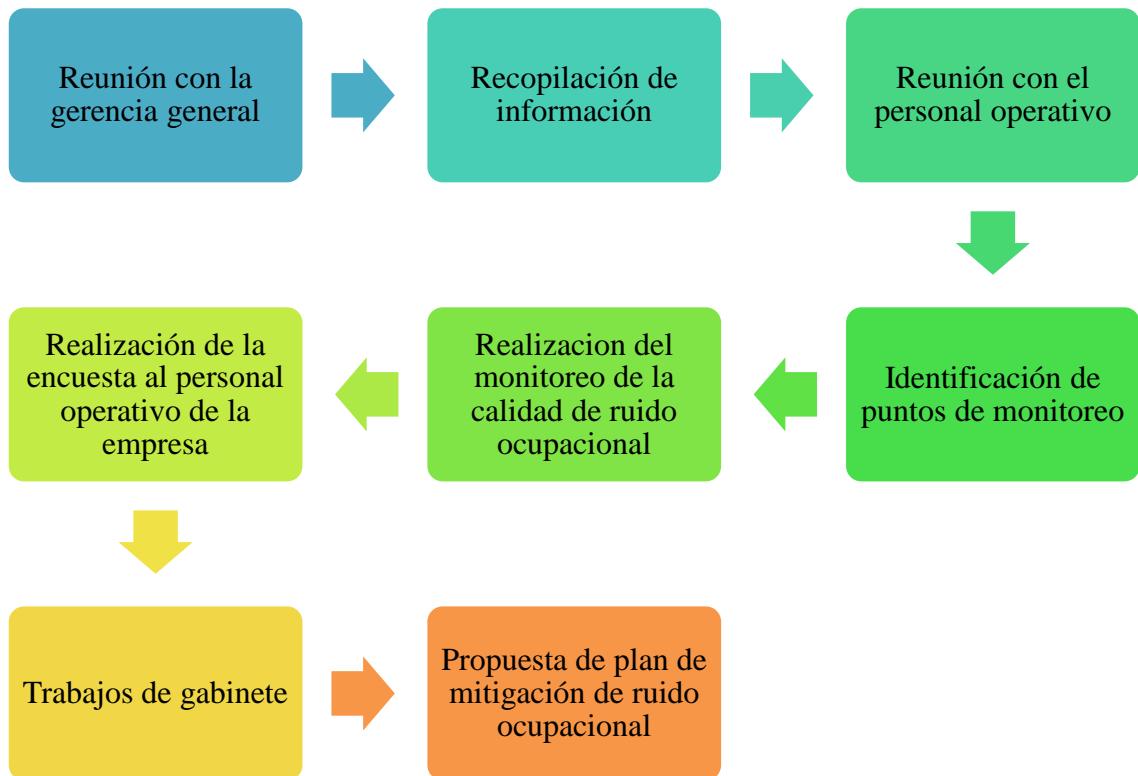 Reunión con la
gerencia general
Recopilación de
información
Reunión con el
personal operativo
Identificación de
puntos de monitoreo
Realizacion del
monitoreo de la
calidad de ruido
ocupacional
Realización de la
encuesta al personal
operativo de la
empresa
Trabajos de gabinete
Propuesta de plan de
mitigación de ruido
ocupacional